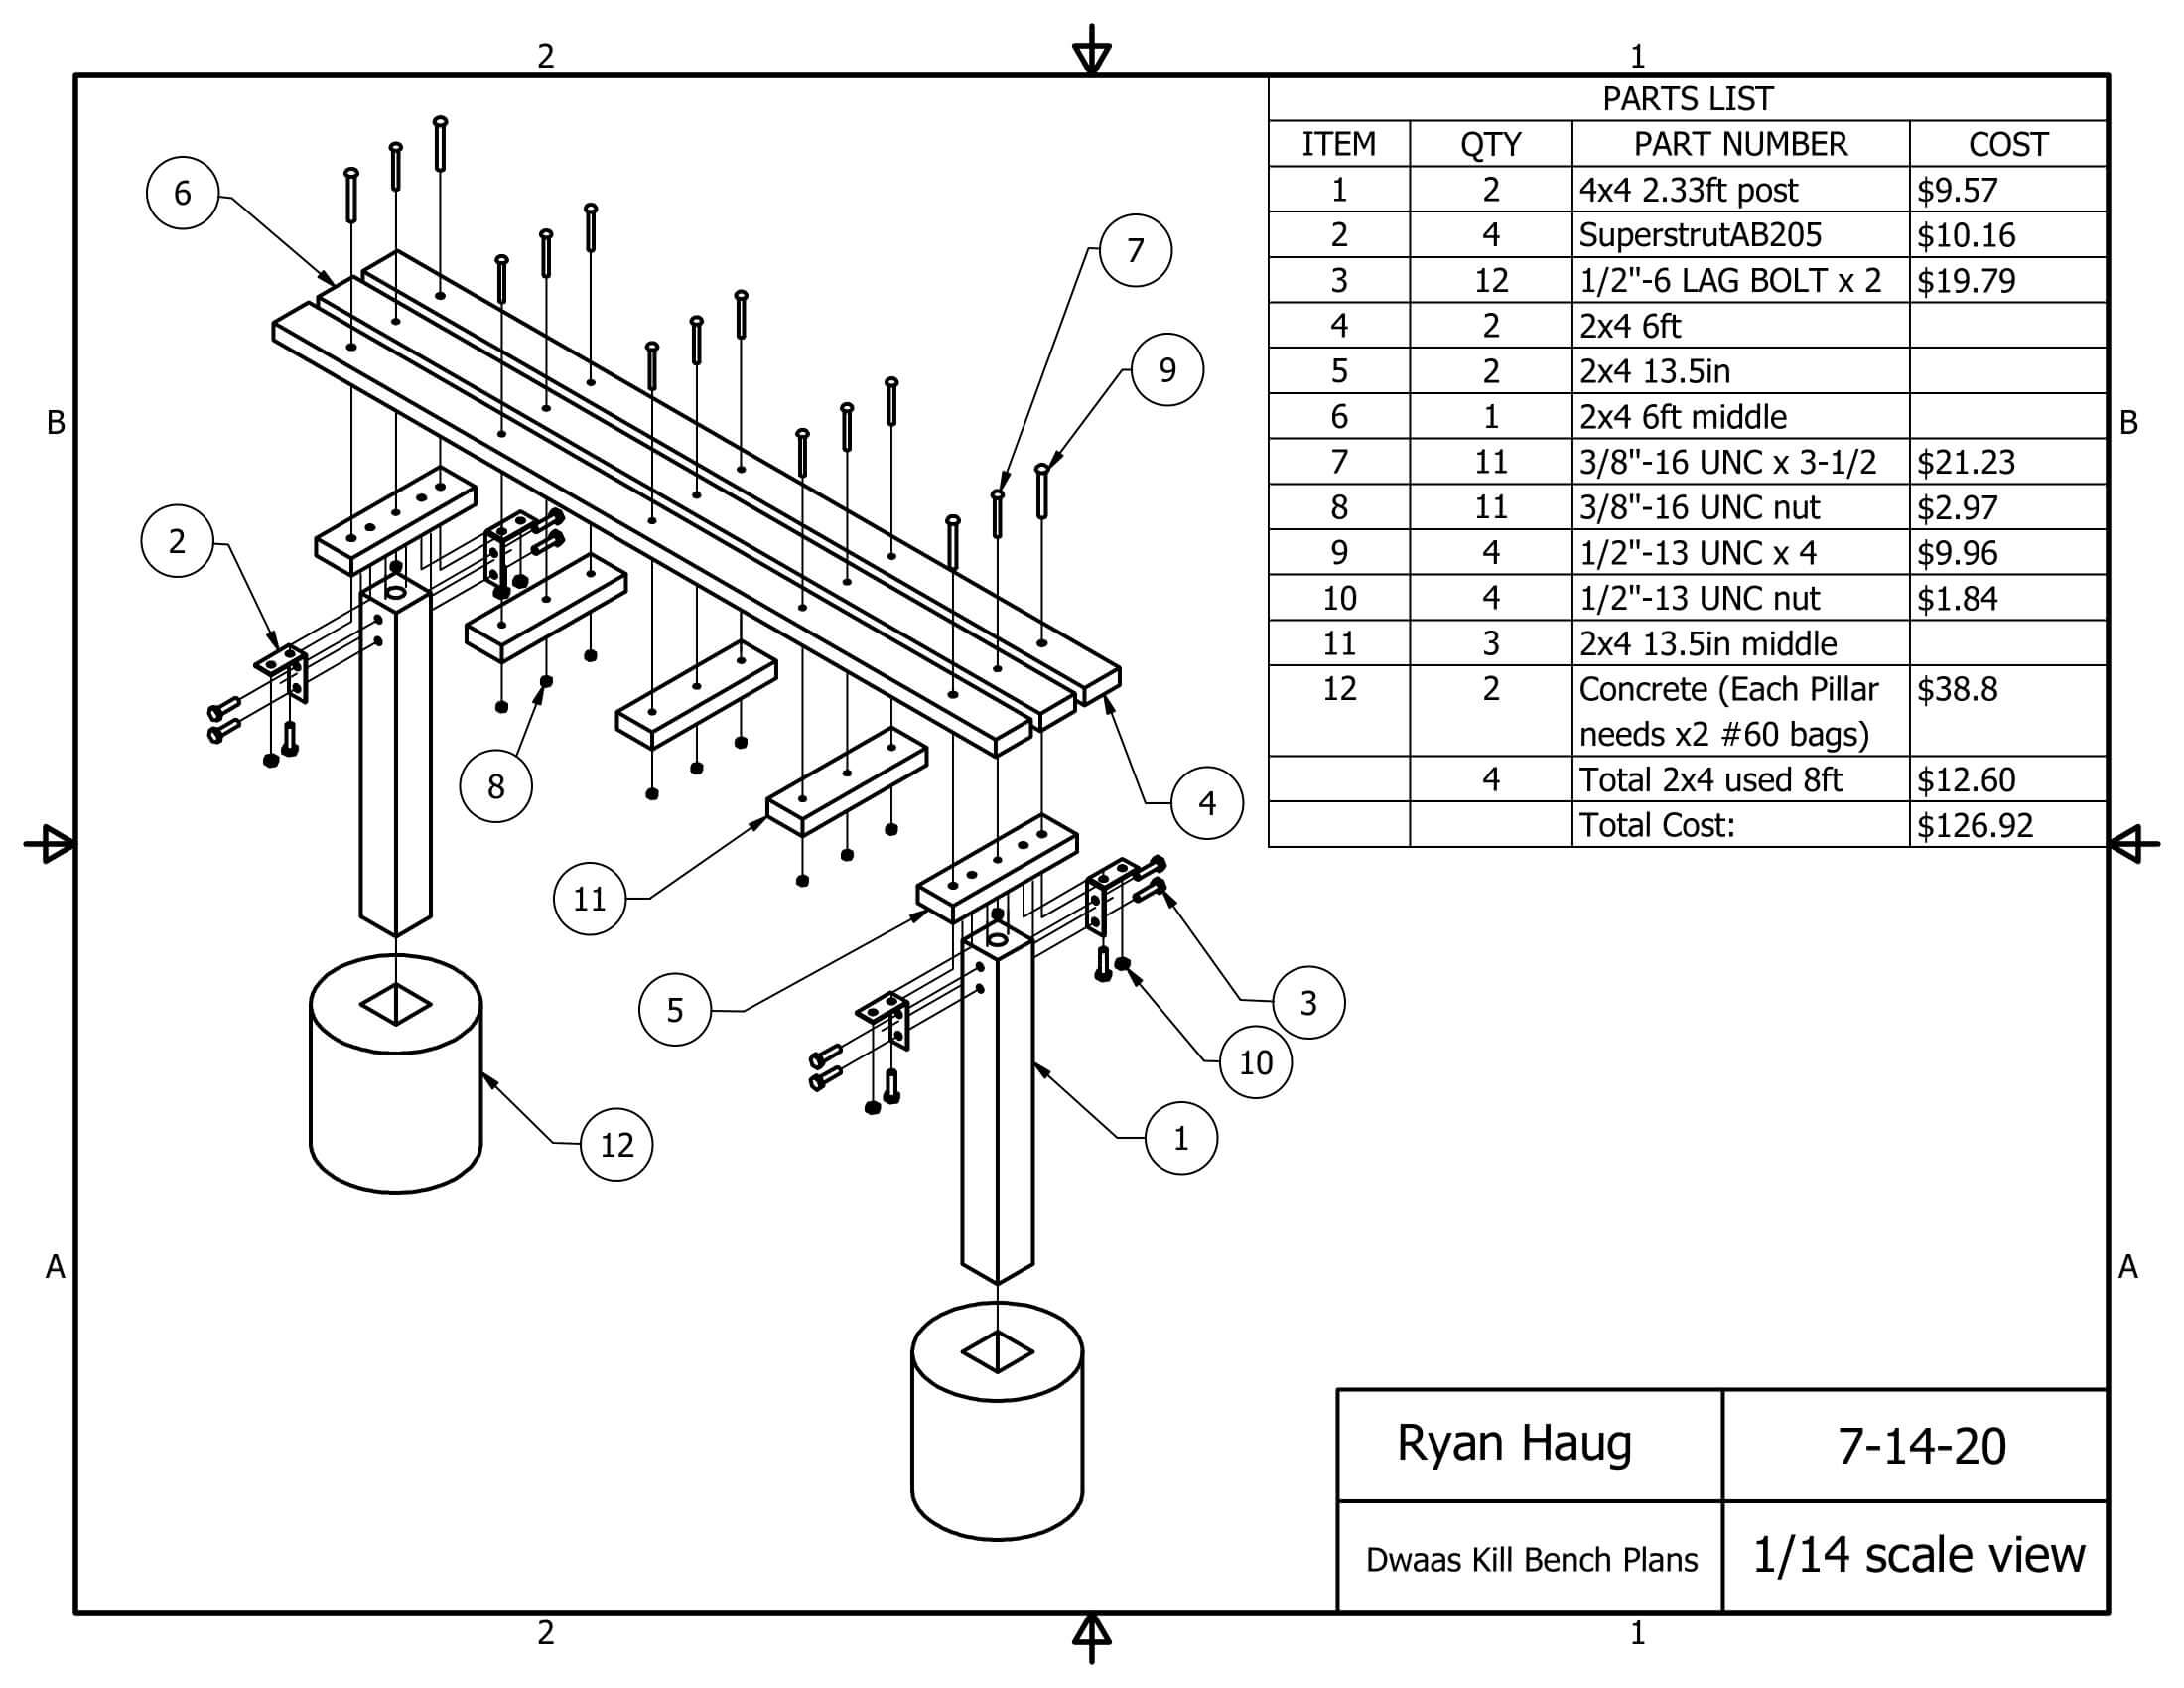 2 1
PARTS LIST
ITEM QTY PART NUMBER COST
1 2 4x4 2.33ft post $9.57
2 4 SuperstrutAB205 $10.16
3 12 1/2"-6 LAG BOLT x 2 $19.79
4 2 2x4 6ft
5 2 2x4 13.5in
6 1 2x4 6ft middle
7 11 3/8"-16 UNC x 3-1/2 $21.23
8 11 3/8"-16 UNC nut $2.97
9 4 1/2"-13 UNC x 4 $9.96
10 4 1/2"-13 UNC nut $1.84
11 3 2x4 13.5in middle
12 2 Concrete (Each Pillar $38.8
needs x2 #60 bags)
4 Total 2x4 used 8ft $12.60
Total Cost: $126.92
6
7
9
B B
2
8
4
11
5
3
10
1
12
A A
Ryan Haug 7-14-20
Dwaas Kill Bench Plans 1/14 scale view
2 1